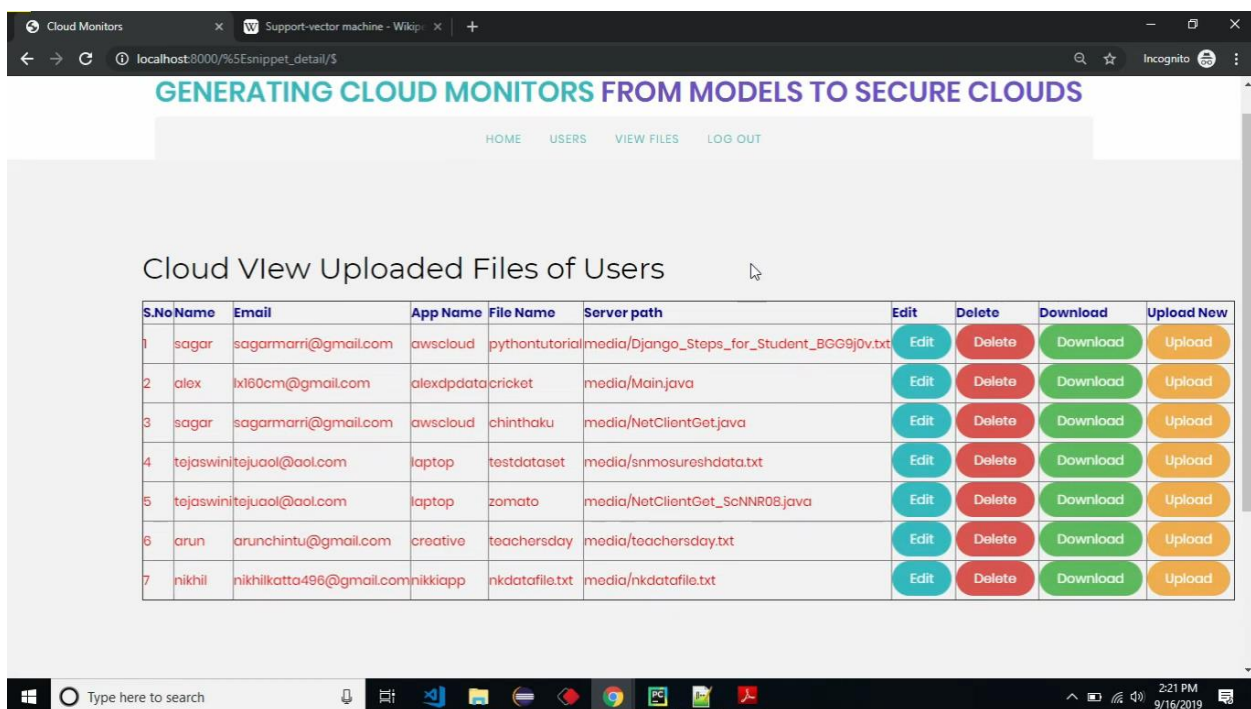 Cloud Monitors
Support-vector machine - Wikip
localhost:8000/%5Esnippet_detail/$
Incognito
GENERATING CLOUD MONITORS FROM MODELS TO SECURE CLOUDS
HOME USERS VIEW FILES LOG OUT
Cloud VIew Uploaded Files of Users
S.No Name Email App Name File Name Server path Edit Delete Download Upload New
1 sagar sagarmarri@gmail.com awscloud pythontutorial media/Django_Steps_for_Student_BGG9j0v.txt Edit Delete Download Upload
2 alex lx160cm@gmail.com alexdpdata cricket media/Main.java Edit Delete Download Upload
3 sagar sagarmarri@gmail.com awscloud chinthaku media/NetClientGet.java Edit Delete Download Upload
4 tejaswini tejuaol@aol.com laptop testdataset media/snmosureshdata.txt Edit Delete Download Upload
5 tejaswini tejuaol@aol.com laptop zomato media/NetClientGet_ScNNR08.java Edit Delete Download Upload
6 arun arunchintu@gmail.com creative teachersday media/teachersday.txt Edit Delete Download Upload
7 nikhil nikhilkatta496@gmail.com nikkiapp nkdatafile.txt media/nkdatafile.txt Edit Delete Download Upload
Type here to search
2:21 PM
9/16/2019